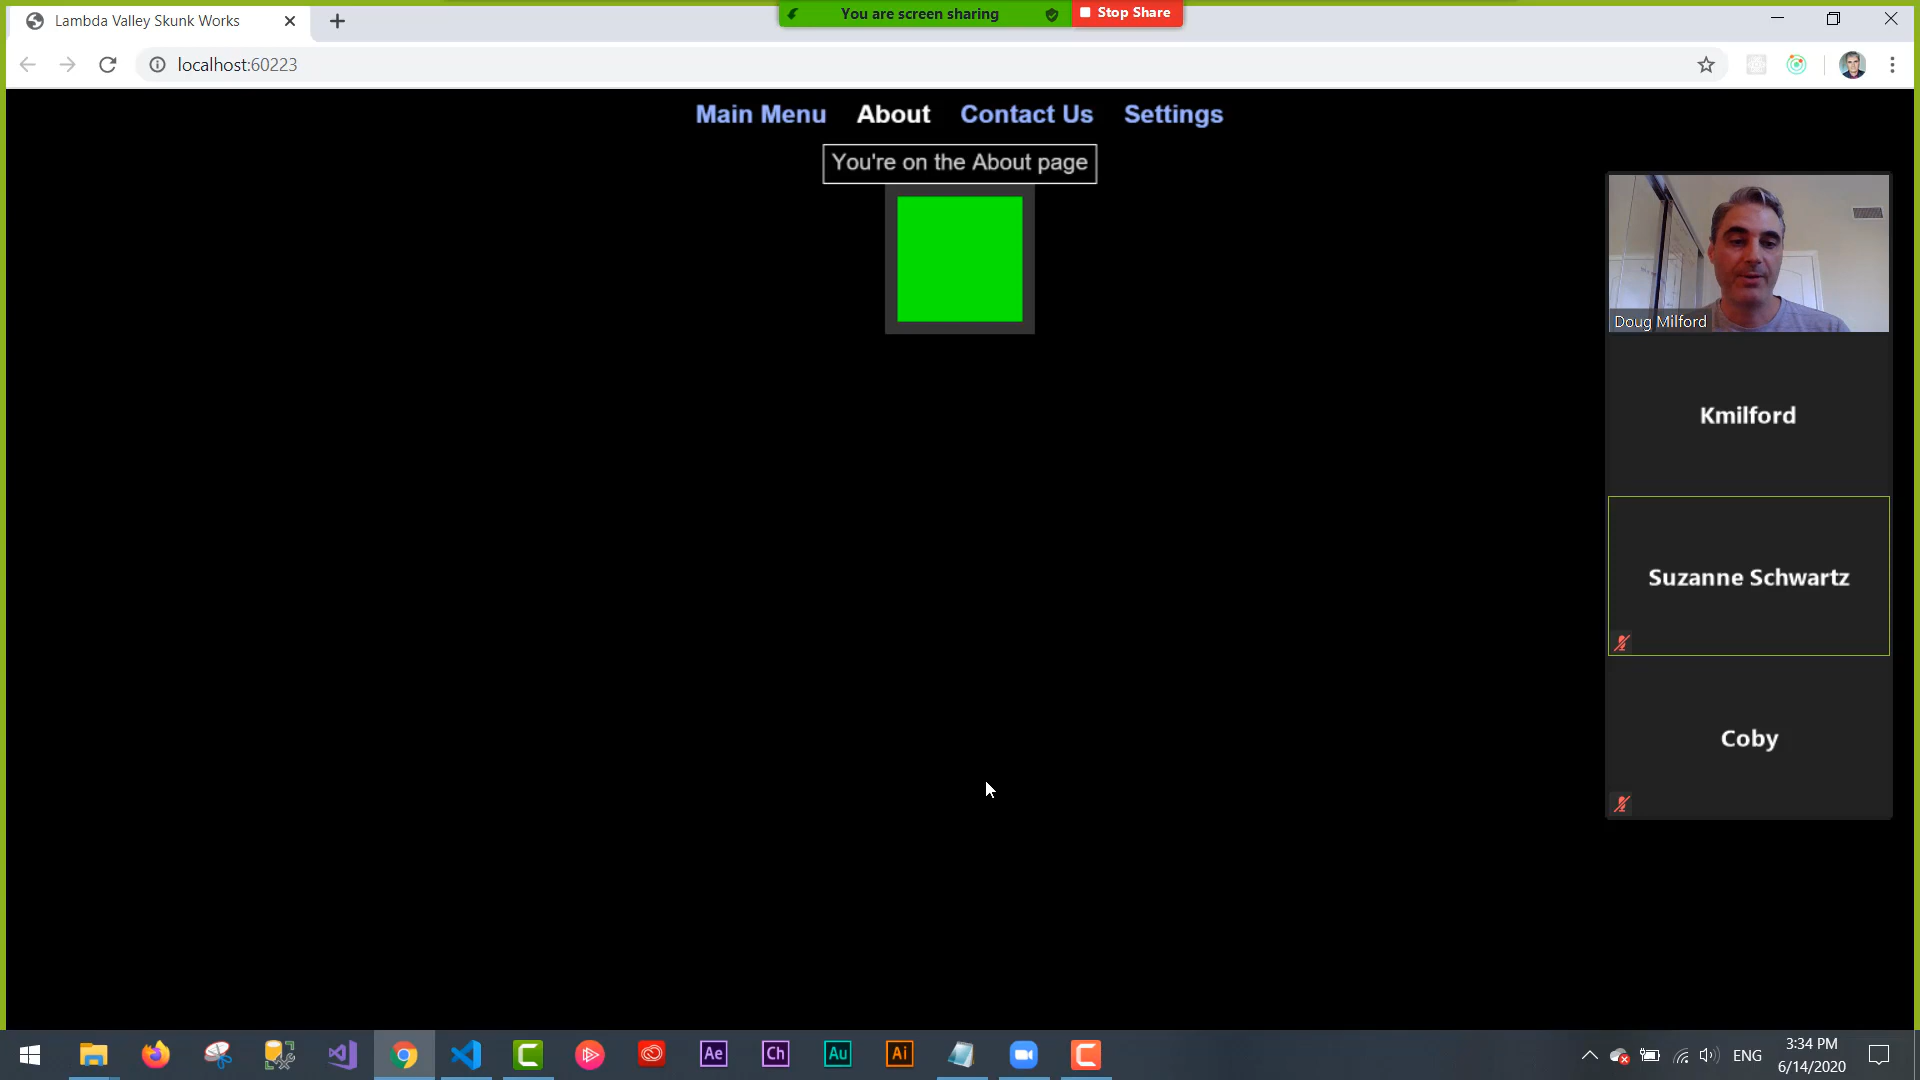 Lambda Valley Skunk Works
You are screen sharing
Stop Share
localhost:60223
Main Menu About Contact Us Settings
You're on the About page
Doug Milford
Kmilford
Suzanne Schwartz
Coby
Ae Ch Au Ai
ENG
3:34 PM
6/14/2020